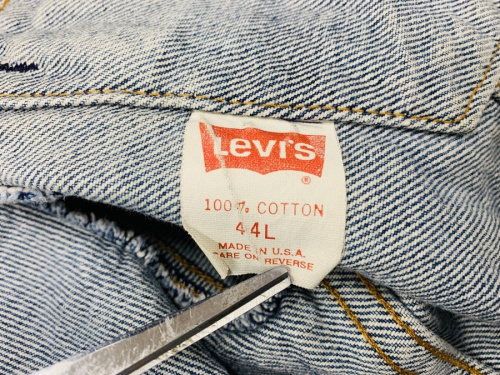 Levi's
®
100% COTTON
44L
MADE IN U.S.A.
CARE ON REVERSE